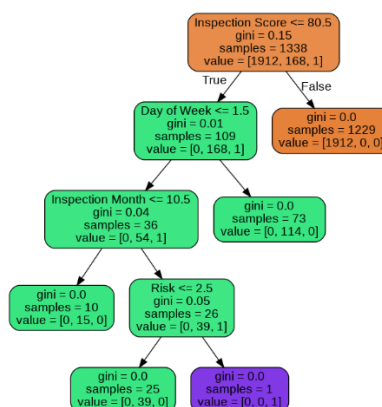 Inspection Score <= 80.5
gini = 0.15
samples = 1338
value = [1912, 168, 1]
True
False
Day of Week <= 1.5
gini = 0.01
samples = 109
value = [0, 168, 1]
gini = 0.0
samples = 1229
value = [1912, 0, 0]
Inspection Month <= 10.5
gini = 0.04
samples = 36
value = [0, 54, 1]
gini = 0.0
samples = 73
value = [0, 114, 0]
gini = 0.0
samples = 10
value = [0, 15, 0]
Risk <= 2.5
gini = 0.05
samples = 26
value = [0, 39, 1]
gini = 0.0
samples = 25
value = [0, 39, 0]
gini = 0.0
samples = 1
value = [0, 0, 1]